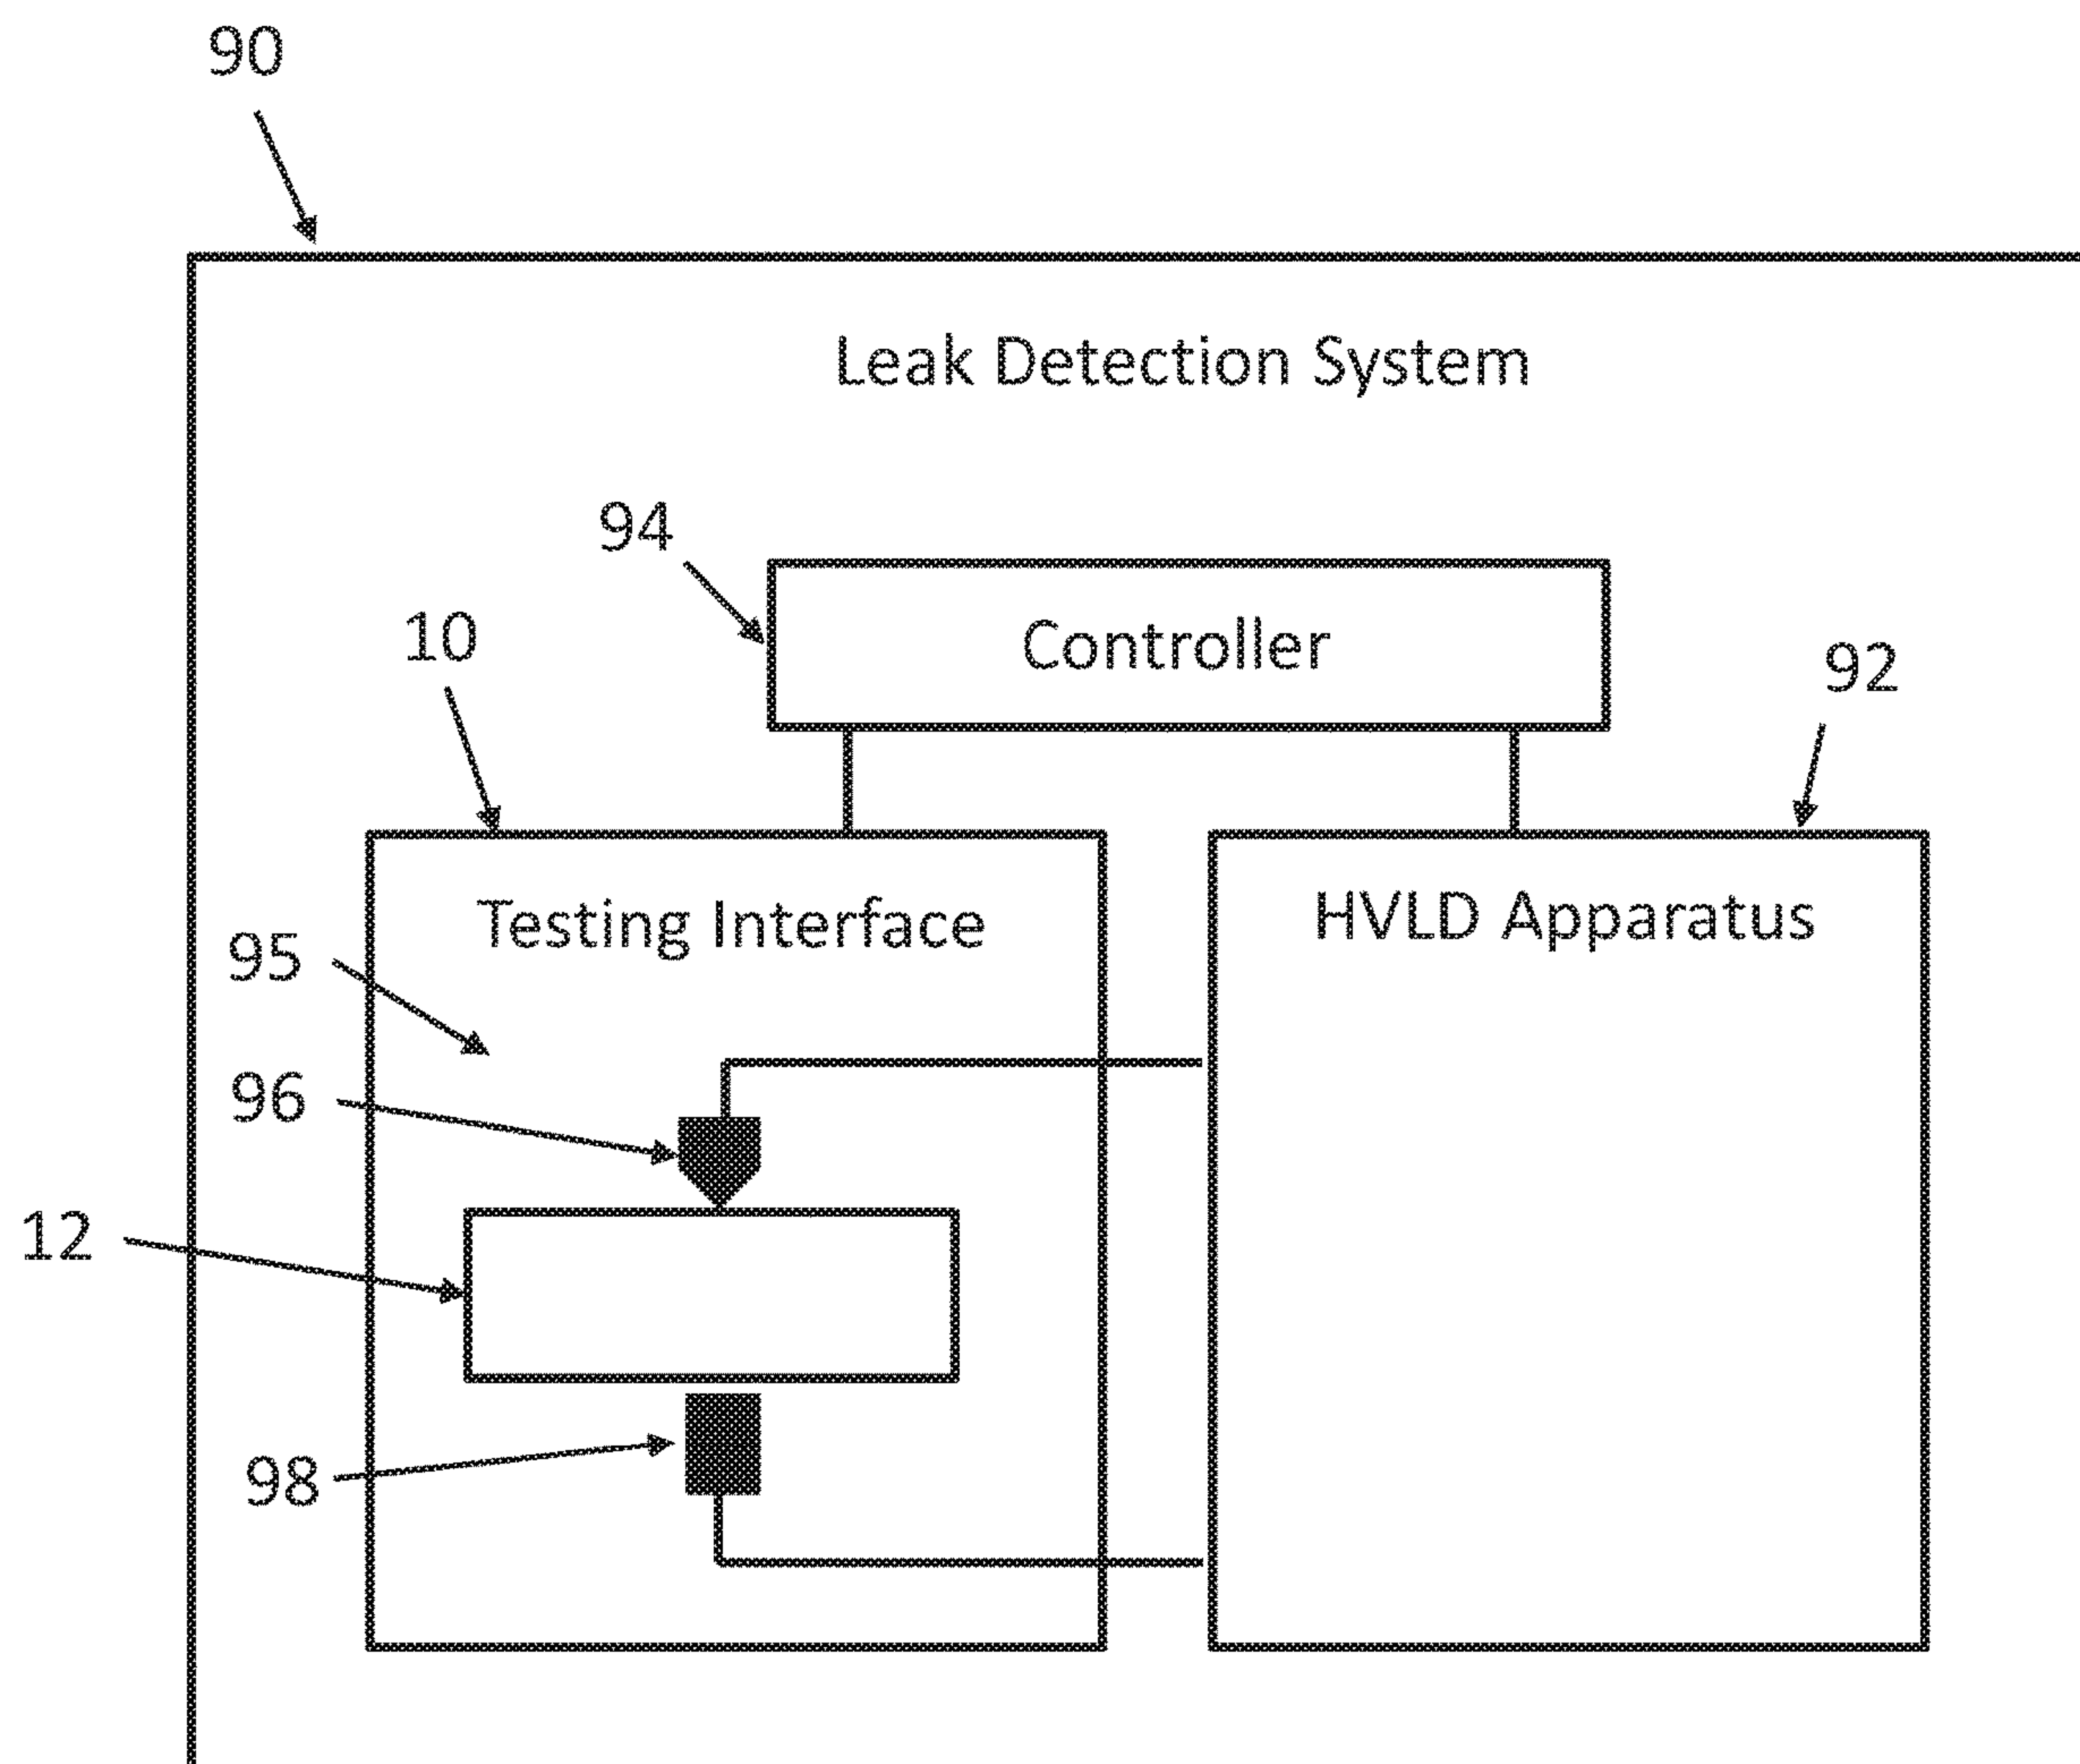 90
Leak Detection System
94
Controller
10
92
Testing Interface
HVLD Apparatus
95
96
12
98